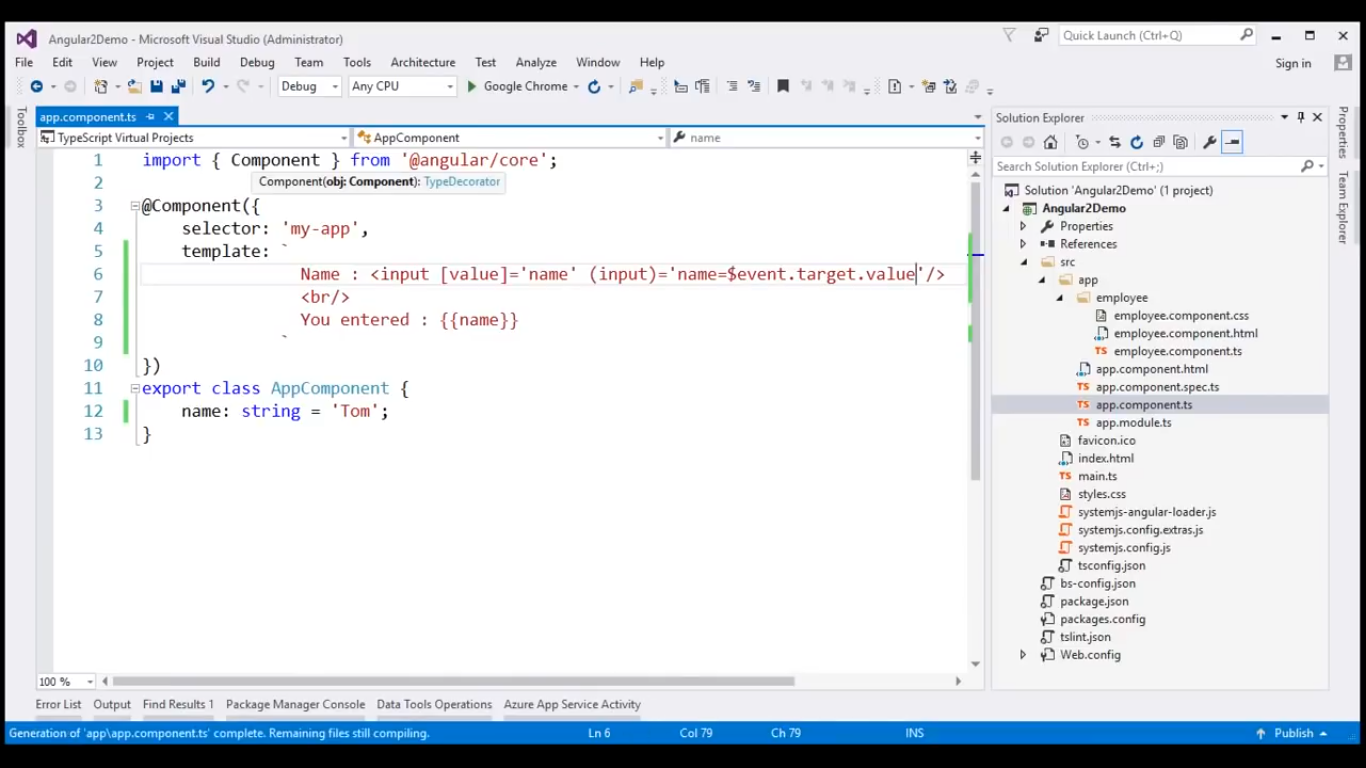 Angular2Demo - Microsoft Visual Studio (Administrator)
Quick Launch (Ctrl+Q)
File Edit View Project Build Debug Team Tools Architecture Test Analyze Window Help
Sign in
Debug Any CPU Google Chrome
Toolbox
app.component.ts
TypeScript Virtual Projects AppComponent name
1 import { Component } from '@angular/core';
Component(obj: Component): TypeDecorator
2
3 @Component({
4 selector: 'my-app',
5 template: `
6 Name : <input [value]='name' (input)='name=$event.target.value'/>
7 <br/>
8 You entered : {{name}}
9 `
10 })
11 export class AppComponent {
12 name: string = 'Tom';
13 }
100 %
Solution Explorer
Search Solution Explorer (Ctrl+;)
Solution 'Angular2Demo' (1 project)
Angular2Demo
Properties
References
src
app
employee
employee.component.css
employee.component.html
employee.component.ts
app.component.html
app.component.spec.ts
app.component.ts
app.module.ts
favicon.ico
index.html
main.ts
styles.css
systemjs-angular-loader.js
systemjs.config.extras.js
systemjs.config.js
tsconfig.json
bs-config.json
package.json
packages.config
tslint.json
Web.config
Properties
Team Explorer
Error List Output Find Results 1 Package Manager Console Data Tools Operations Azure App Service Activity
Generation of 'app\app.component.ts' complete. Remaining files still compiling. Ln 6 Col 79 Ch 79 INS Publish